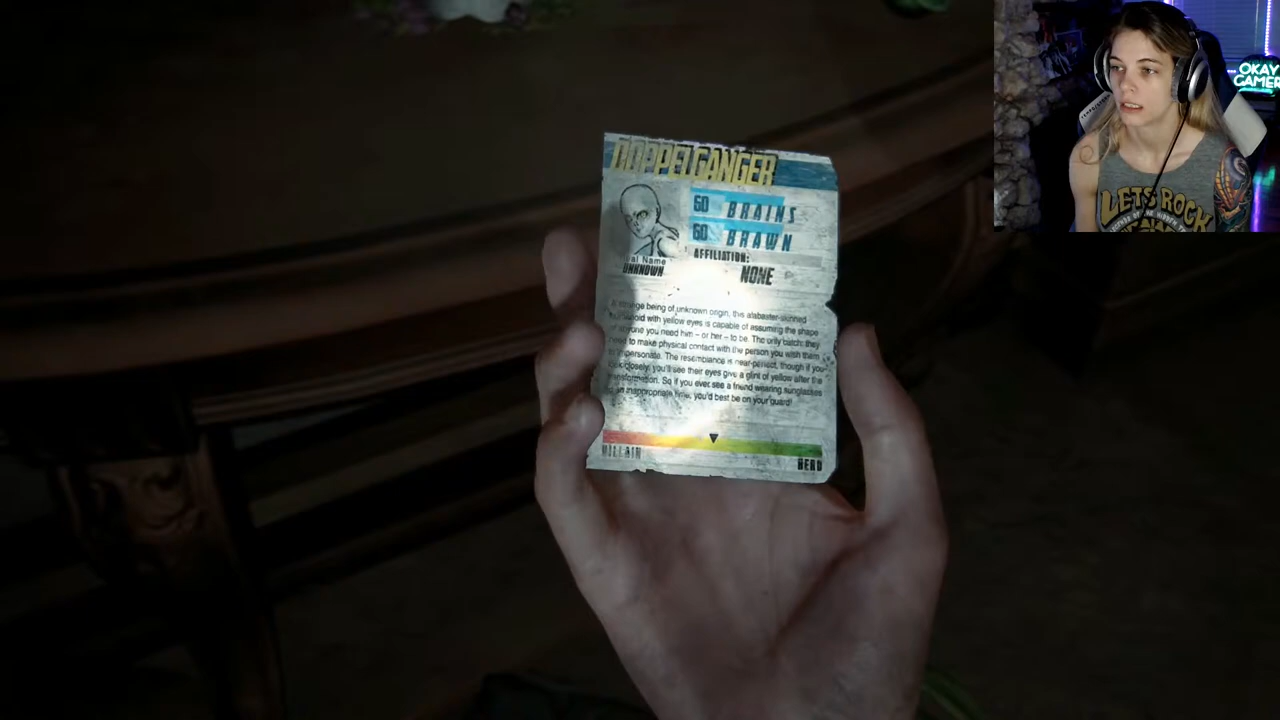 DOPPELGANGER
50 BRAINS
60 BRAWN
AFFILIATION:
NONE
Real Name
UNKNOWN
A strange being of unknown origin, this alabaster-skinned
humanoid with yellow eyes is capable of assuming the shape
of anyone you need him – or her – to be. The only catch: they
need to make physical contact with the person you wish them
to impersonate. The resemblance is near-perfect, though if you
look closely, you'll see their eyes give a glint of yellow after the
transformation. So if you ever see a friend wearing sunglasses
at an inappropriate time, you'd best be on your guard!
VILLAIN
HERO
OKAY
GAMER
LETS ROCK